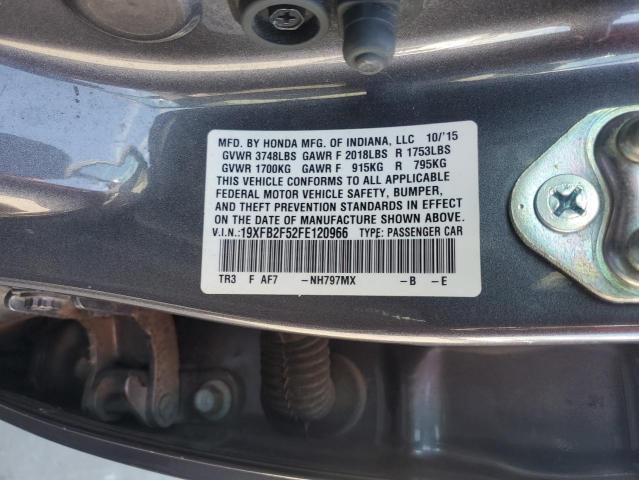 MFD. BY HONDA MFG. OF INDIANA, LLC 10/'15
GVWR 3748LBS GAWR F 2018LBS R 1753LBS
GVWR 1700KG GAWR F 915KG R 795KG
THIS VEHICLE CONFORMS TO ALL APPLICABLE
FEDERAL MOTOR VEHICLE SAFETY, BUMPER,
AND THEFT PREVENTION STANDARDS IN EFFECT
ON THE DATE OF MANUFACTURE SHOWN ABOVE.
V.I.N.:19XFB2F52FE120966 TYPE: PASSENGER CAR
TR3 F AF7 -NH797MX -B -E